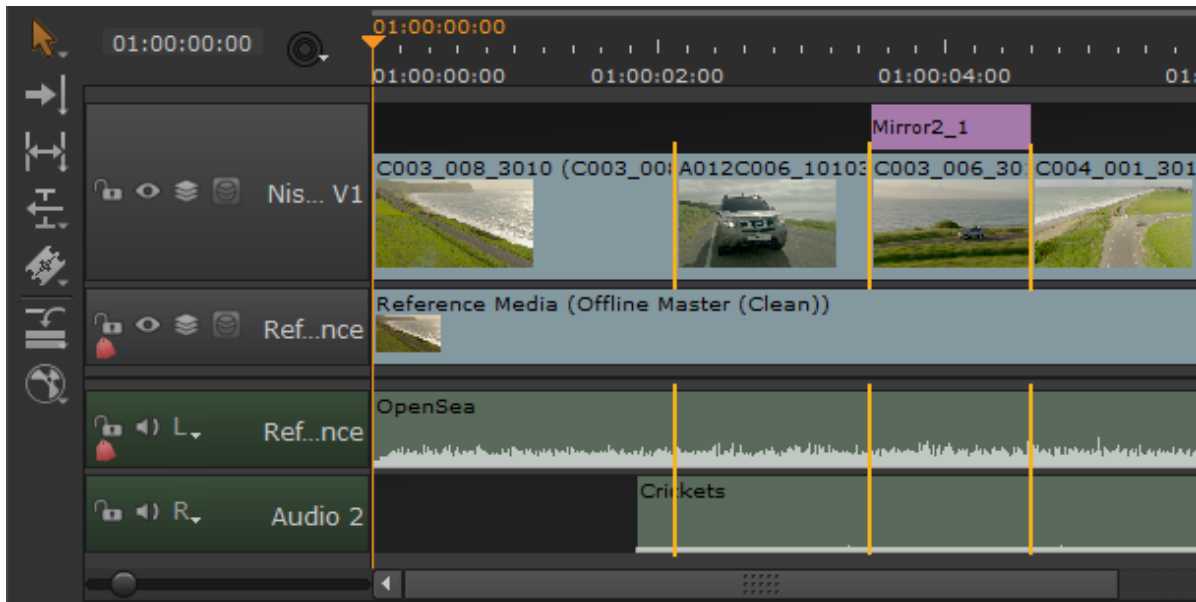 01:00:00:00
01:00:00:00
01:00:00:00 01:00:02:00 01:00:04:00 01:
Mirror2_1
C003_008_3010 (C003_008 A012C006_10103 C003_006_30 C004_001_301
Nis... V1
Reference Media (Offline Master (Clean))
Ref...nce
OpenSea
L
Ref...nce
Crickets
R
Audio 2